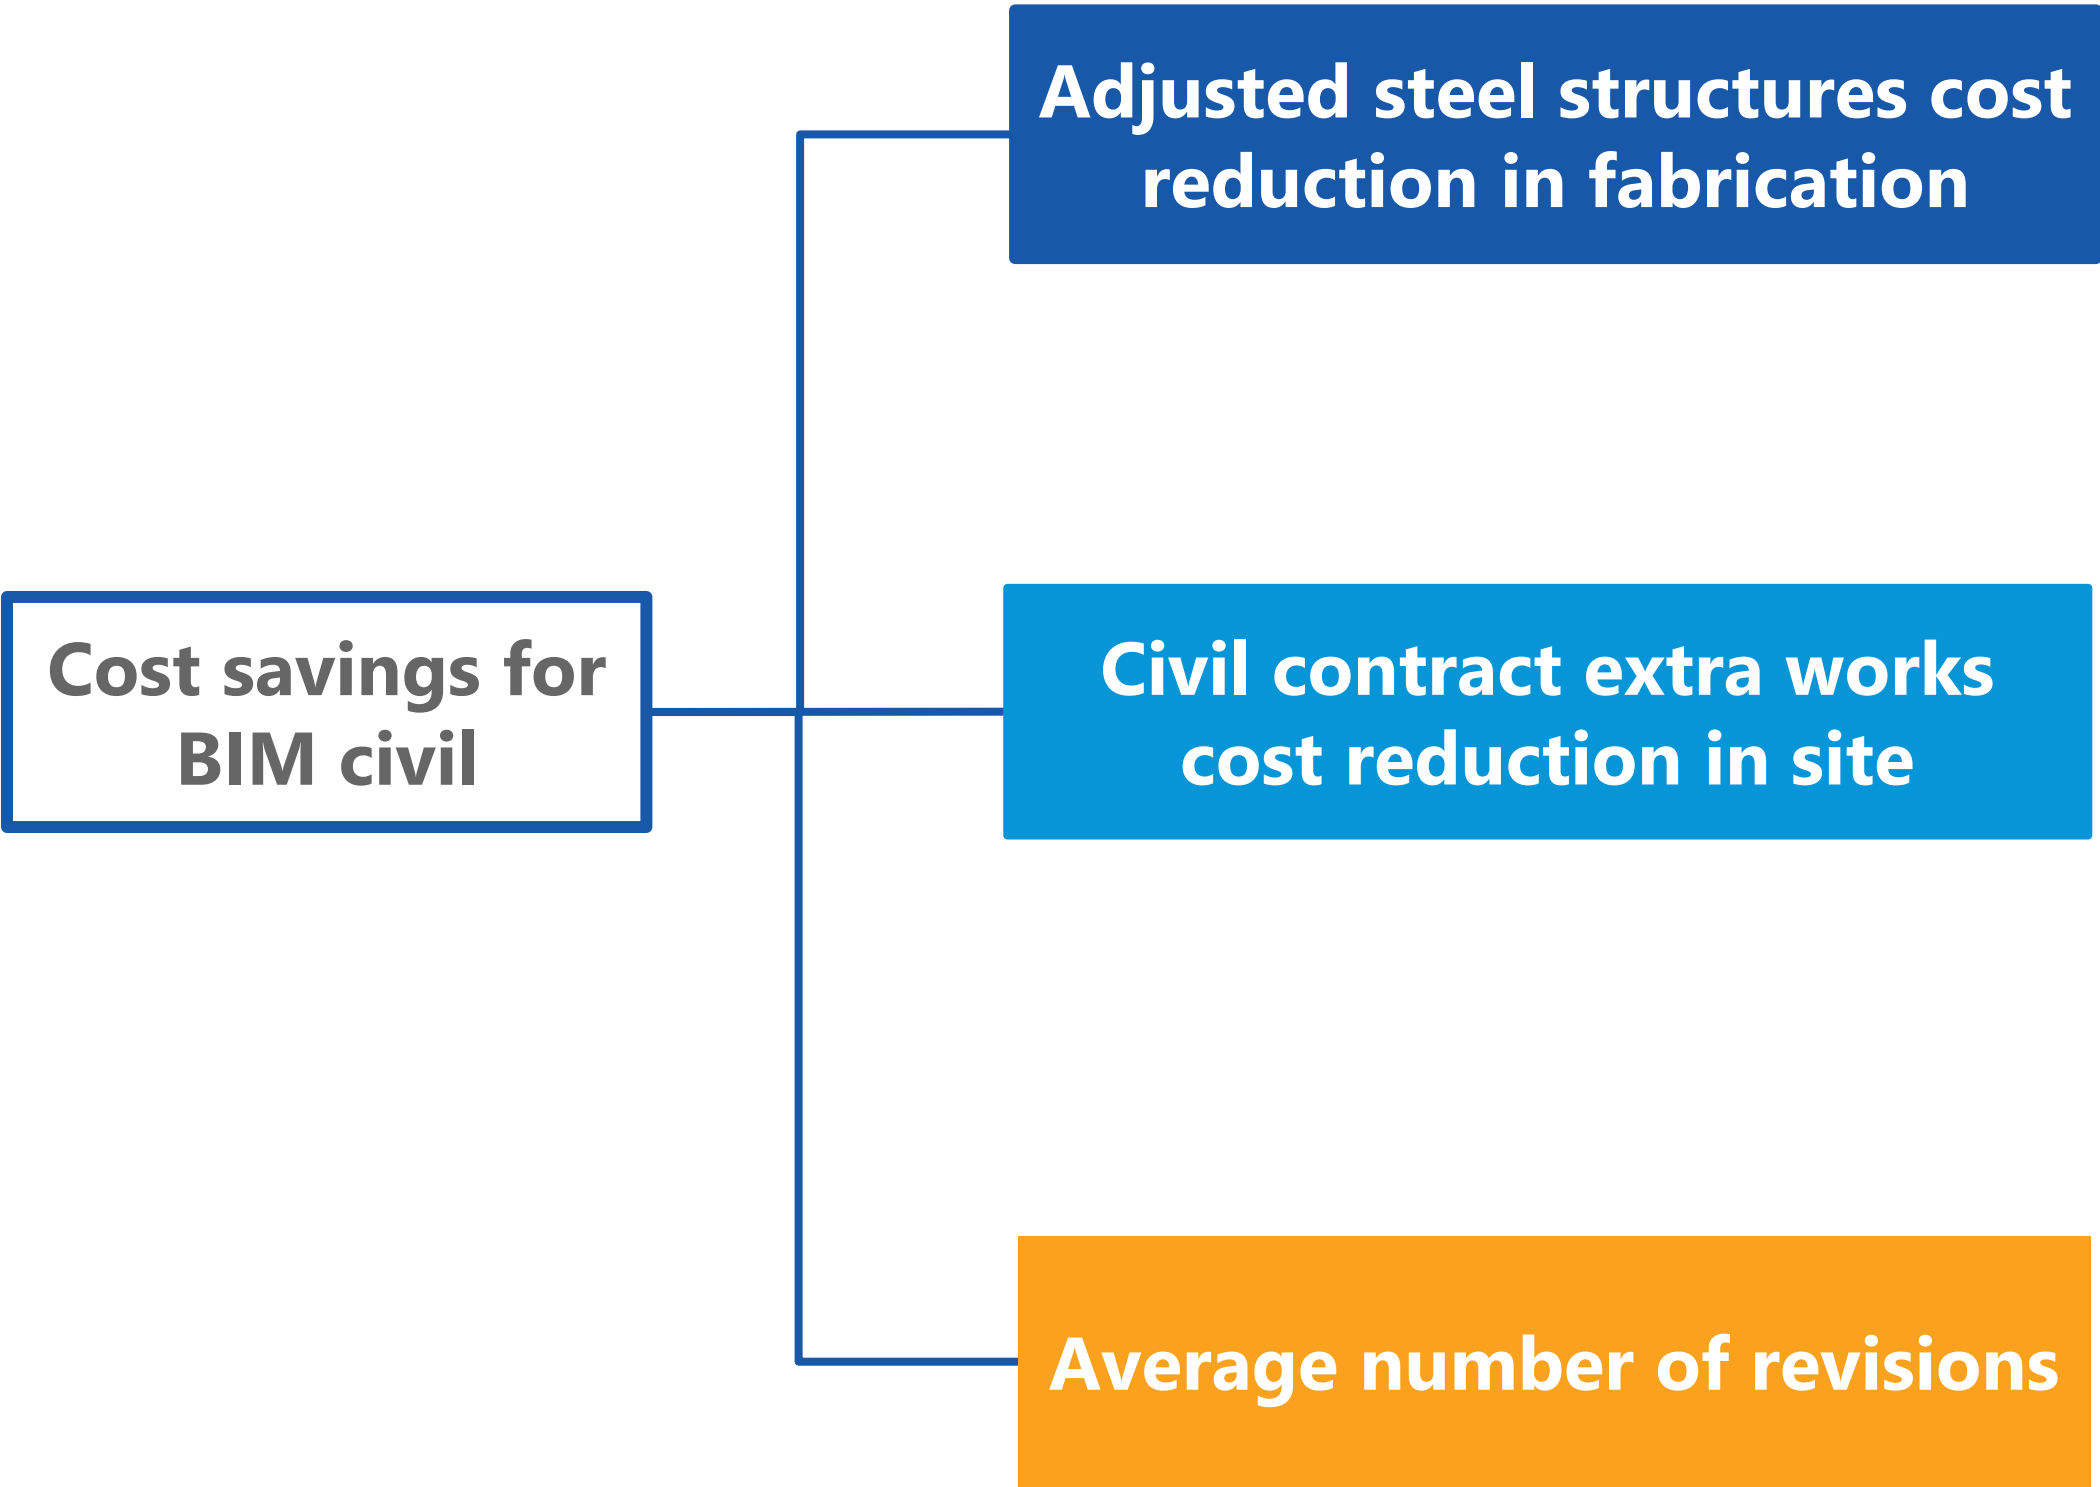 Adjusted steel structures cost
reduction in fabrication
Cost savings for
BIM civil
Civil contract extra works
cost reduction in site
Average number of revisions